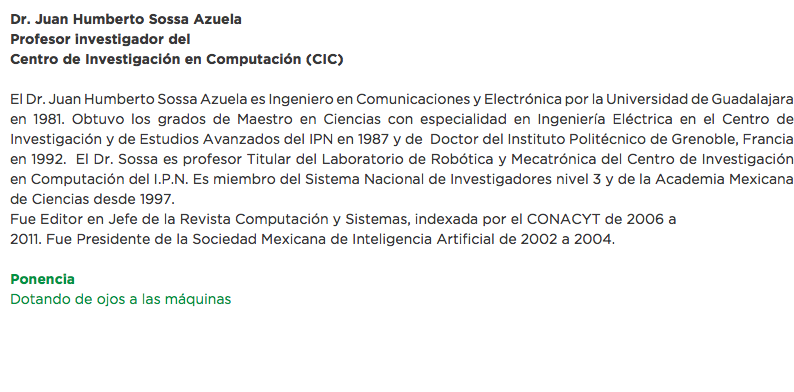 Dr. Juan Humberto Sossa Azuela
Profesor investigador del
Centro de Investigación en Computación (CIC)
El Dr. Juan Humberto Sossa Azuela es Ingeniero en Comunicaciones y Electrónica por la Universidad de Guadalajara
en 1981. Obtuvo los grados de Maestro en Ciencias con especialidad en Ingeniería Eléctrica en el Centro de
Investigación y de Estudios Avanzados del IPN en 1987 y de Doctor del Instituto Politécnico de Grenoble, Francia
en 1992. El Dr. Sossa es profesor Titular del Laboratorio de Robótica y Mecatrónica del Centro de Investigación
en Computación del I.P.N. Es miembro del Sistema Nacional de Investigadores nivel 3 y de la Academia Mexicana
de Ciencias desde 1997.
Fue Editor en Jefe de la Revista Computación y Sistemas, indexada por el CONACYT de 2006 a
2011. Fue Presidente de la Sociedad Mexicana de Inteligencia Artificial de 2002 a 2004.
Ponencia
Dotando de ojos a las máquinas